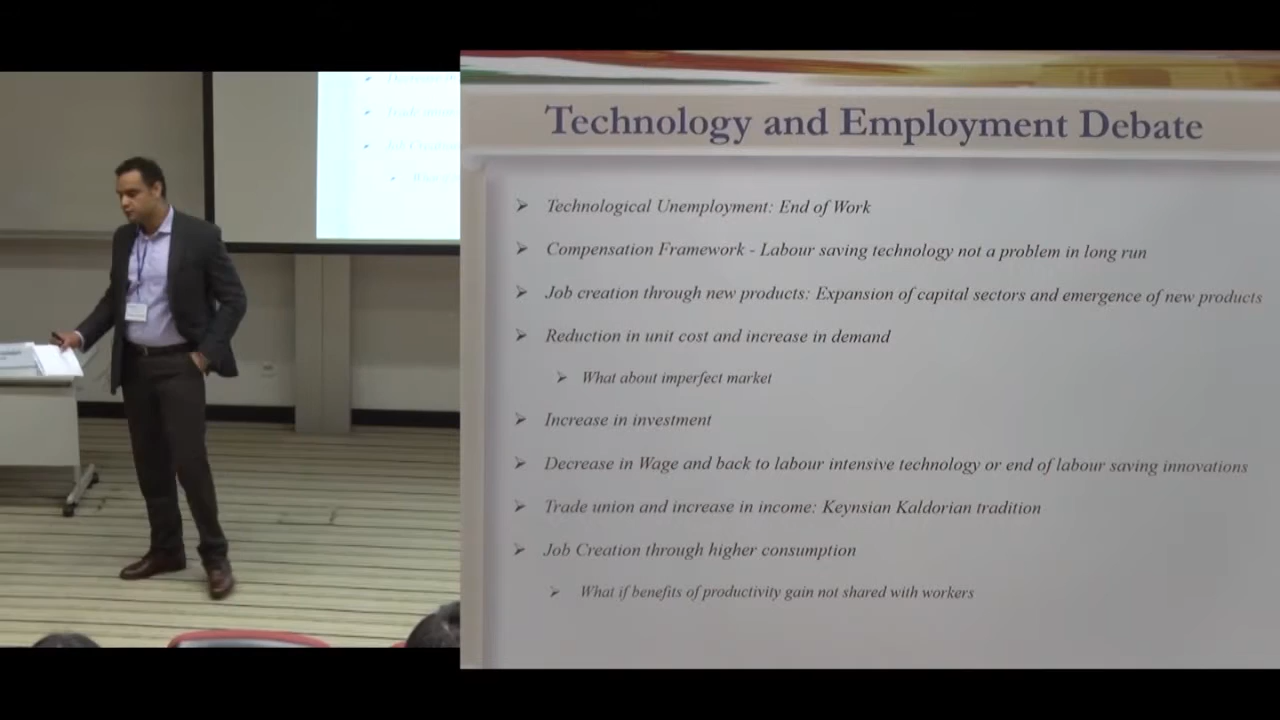 Technology and Employment Debate
Technological Unemployment: End of Work
Compensation Framework - Labour saving technology not a problem in long run
Job creation through new products: Expansion of capital sectors and emergence of new products
Reduction in unit cost and increase in demand
What about imperfect market
Increase in investment
Decrease in Wage and back to labour intensive technology or end of labour saving innovations
Trade union and increase in income: Keynsian Kaldorian tradition
Job Creation through higher consumption
What if benefits of productivity gain not shared with workers